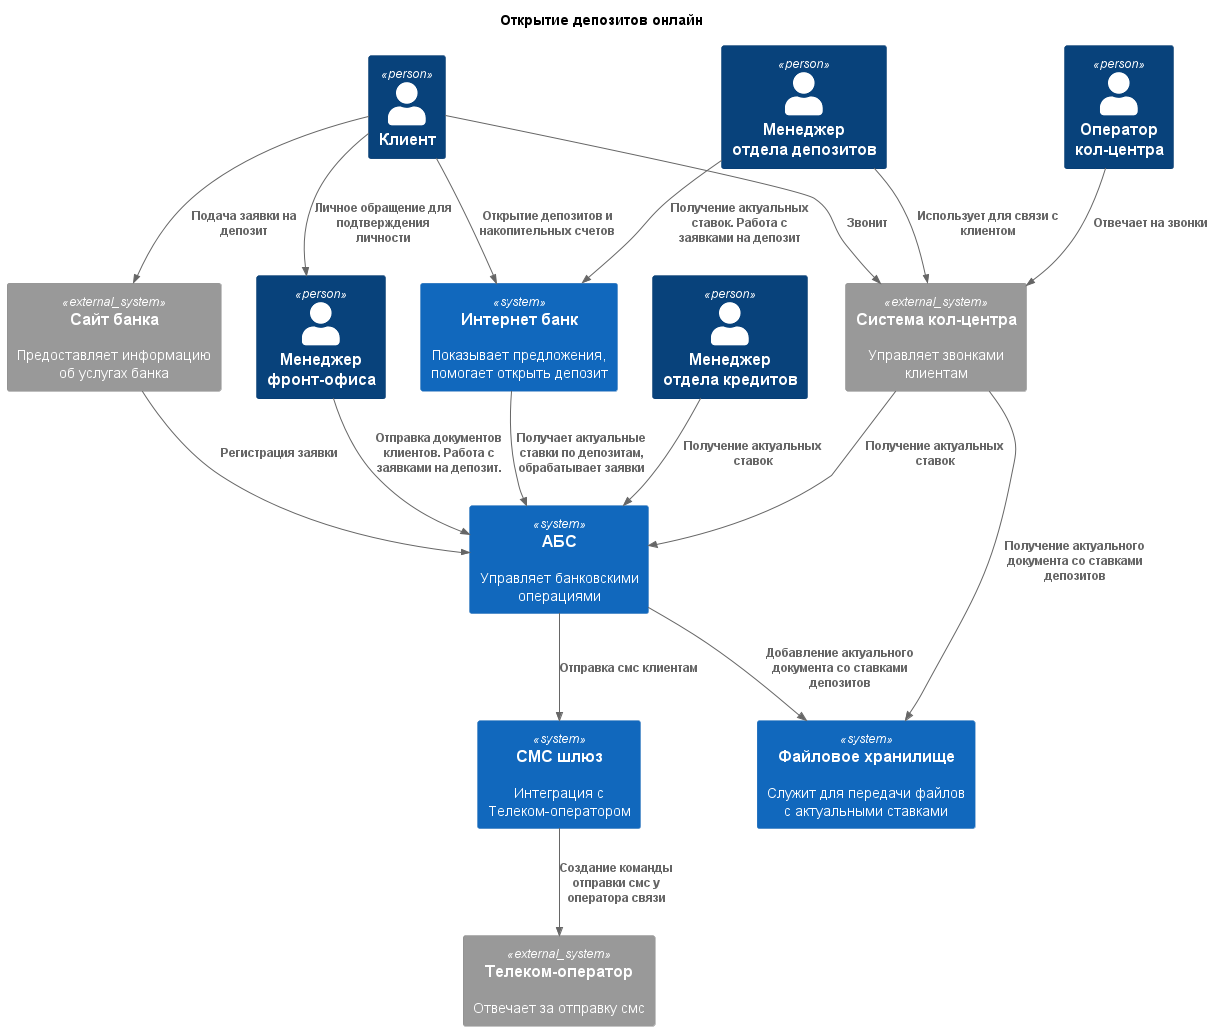 Открытие депозитов онлайн
«person»
Клиент
«person»
Менеджер
отдела депозитов
«person»
Оператор
кол-центра
Подача заявки на
депозит
Личное обращение для
подтверждения
личности
Открытие депозитов и
накопительных счетов
Получение актуальных
ставок. Работа с
заявками на депозит
Звонит
Использует для связи с
клиентом
Отвечает на звонки
«external_system»
Сайт банка
Предоставляет информацию
об услугах банка
«person»
Менеджер
фронт-офиса
«system»
Интернет банк
Показывает предложения,
помогает открыть депозит
«person»
Менеджер
отдела кредитов
«external_system»
Система кол-центра
Управляет звонками
клиентам
Регистрация заявки
Отправка документов
клиентов. Работа с
заявками на депозит.
Получает актуальные
ставки по депозитам,
обрабатывает заявки
Получение актуальных
ставок
Получение актуальных
ставок
Получение актуального
документа со ставками
депозитов
«system»
АБС
Управляет банковскими
операциями
Отправка смс клиентам
Добавление актуального
документа со ставками
депозитов
«system»
СМС шлюз
Интеграция с
Телеком-оператором
«system»
Файловое хранилище
Служит для передачи файлов
с актуальными ставками
Создание команды
отправки смс у
оператора связи
«external_system»
Телеком-оператор
Отвечает за отправку смс